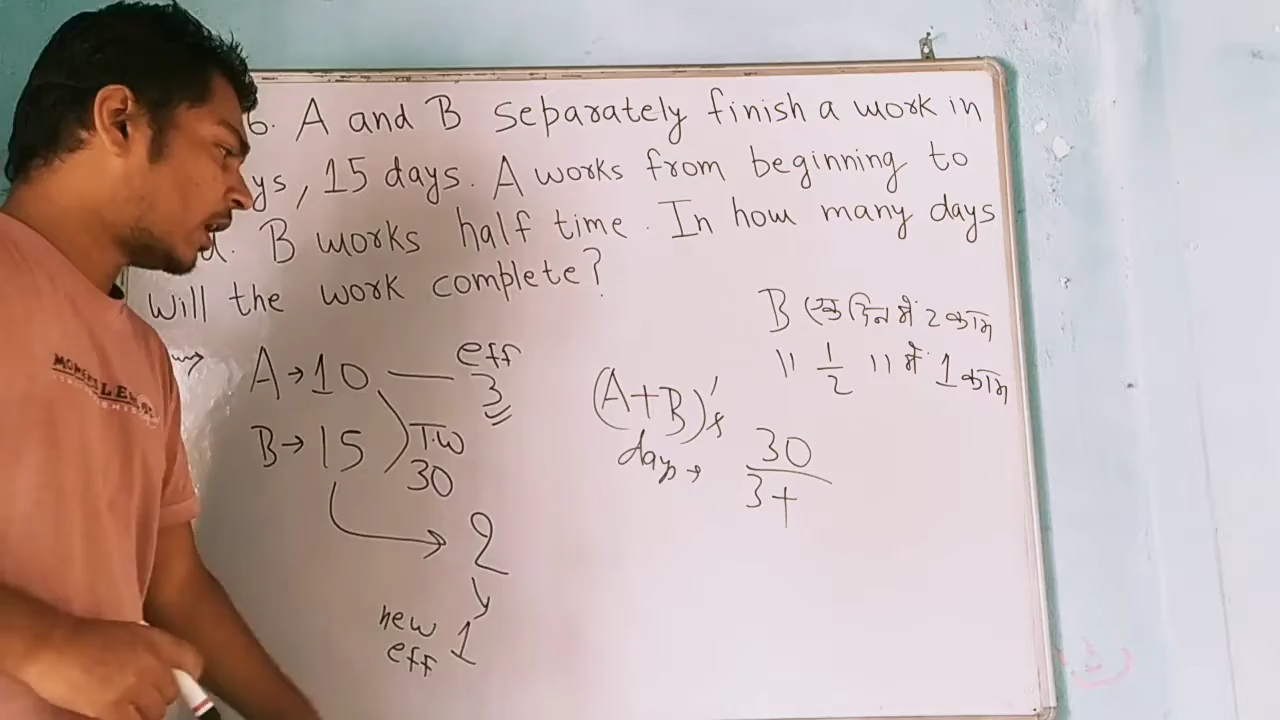 6. A and B separately finish a work in
ys, 15 days. A works from beginning to
d. B works half time. In how many days
will the work complete?
B एक दिन में 2 काम
" 1/2 " में 1 काम
A → 10 — 3
eff
B → 15
T.W
30
2
new eff 1
(A+B)'s
days →
30
3+